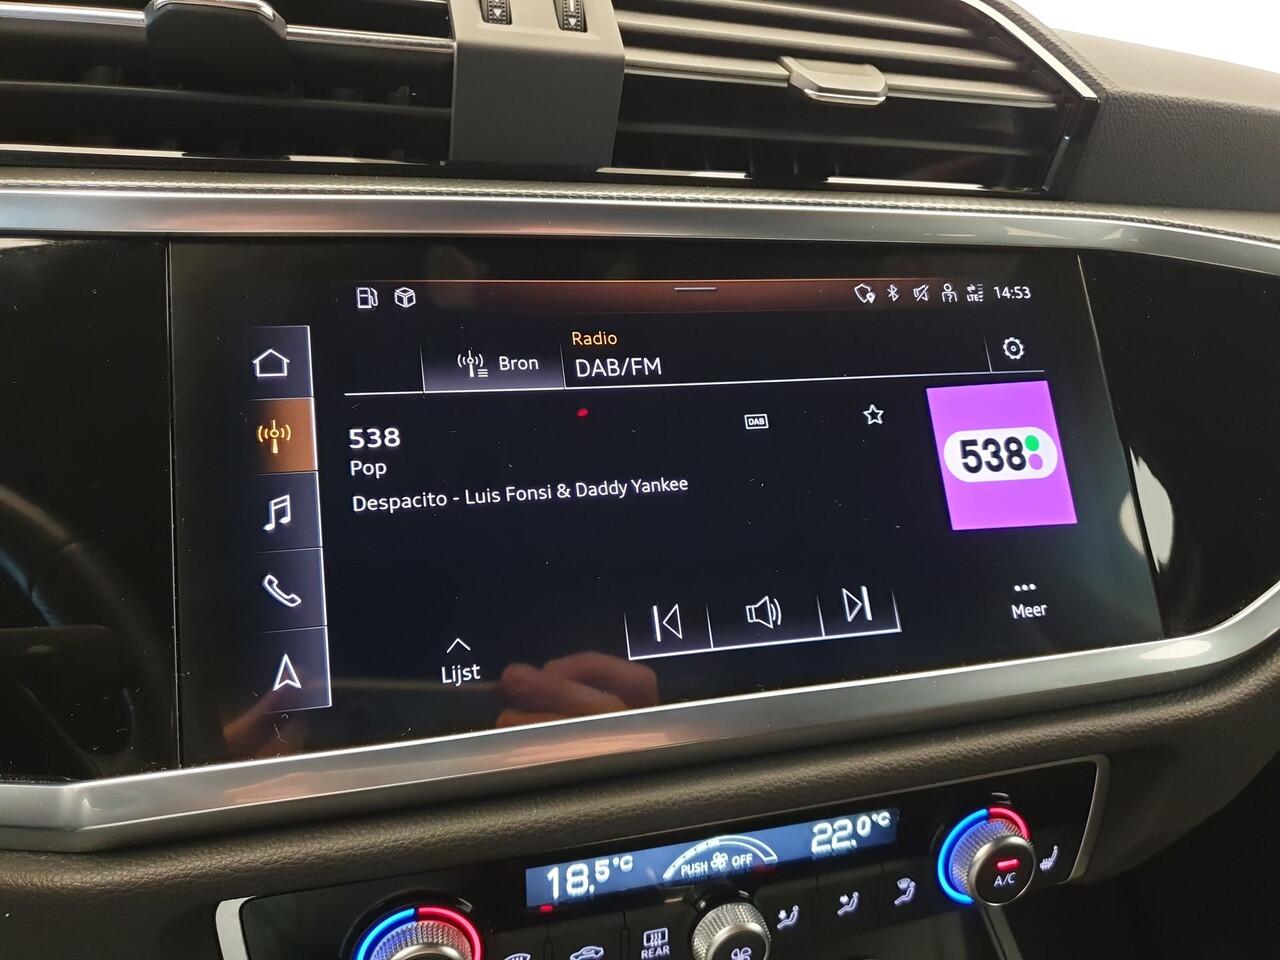 LTE
14:53
Bron
Radio
DAB/FM
538
Pop
DAB
Despacito - Luis Fonsi & Daddy Yankee
538
Lijst
Meer
18.5°C
PUSH OFF
22.0°C
A/C
REAR